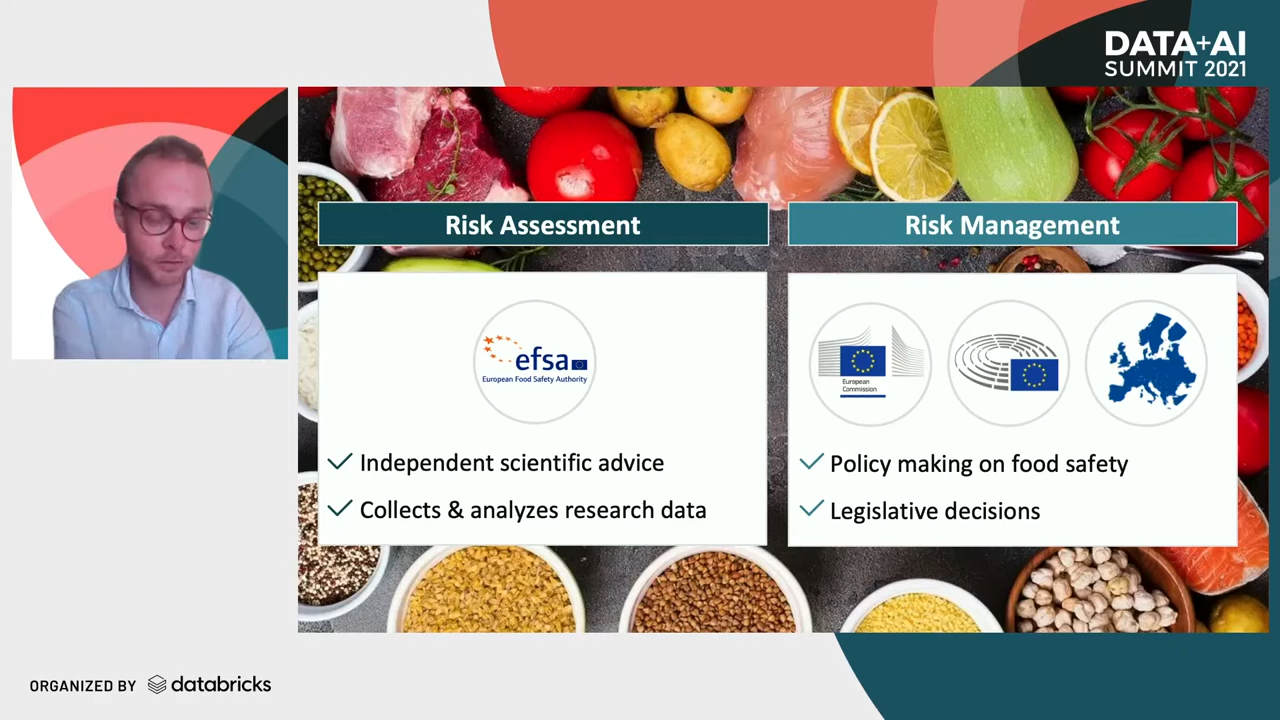 DATA+AI
SUMMIT 2021
Risk Assessment
Risk Management
efsa
European Food Safety Authority
European
Commission
Independent scientific advice
Collects & analyzes research data
Policy making on food safety
Legislative decisions
ORGANIZED BY databricks